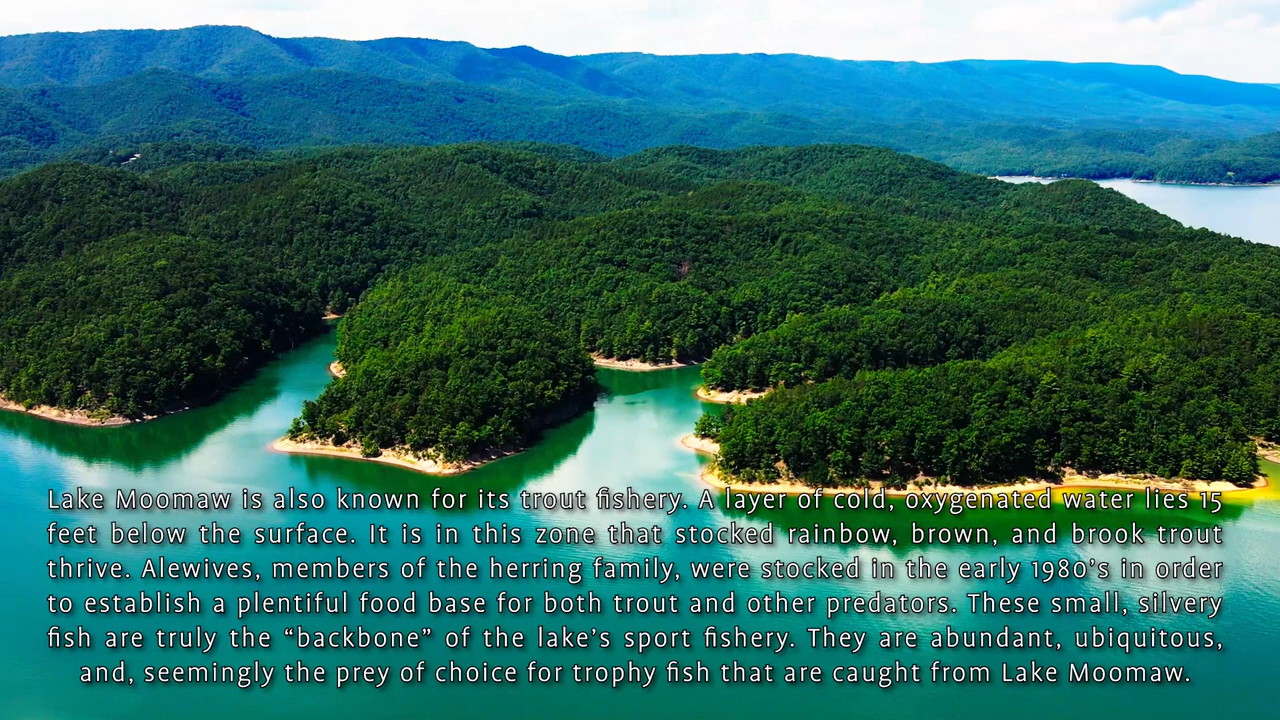 Lake Moomaw is also known for its trout fishery. A layer of cold, oxygenated water lies 15
feet below the surface. It is in this zone that stocked rainbow, brown, and brook trout
thrive. Alewives, members of the herring family, were stocked in the early 1980’s in order
to establish a plentiful food base for both trout and other predators. These small, silvery
fish are truly the “backbone” of the lake’s sport fishery. They are abundant, ubiquitous,
and, seemingly the prey of choice for trophy fish that are caught from Lake Moomaw.